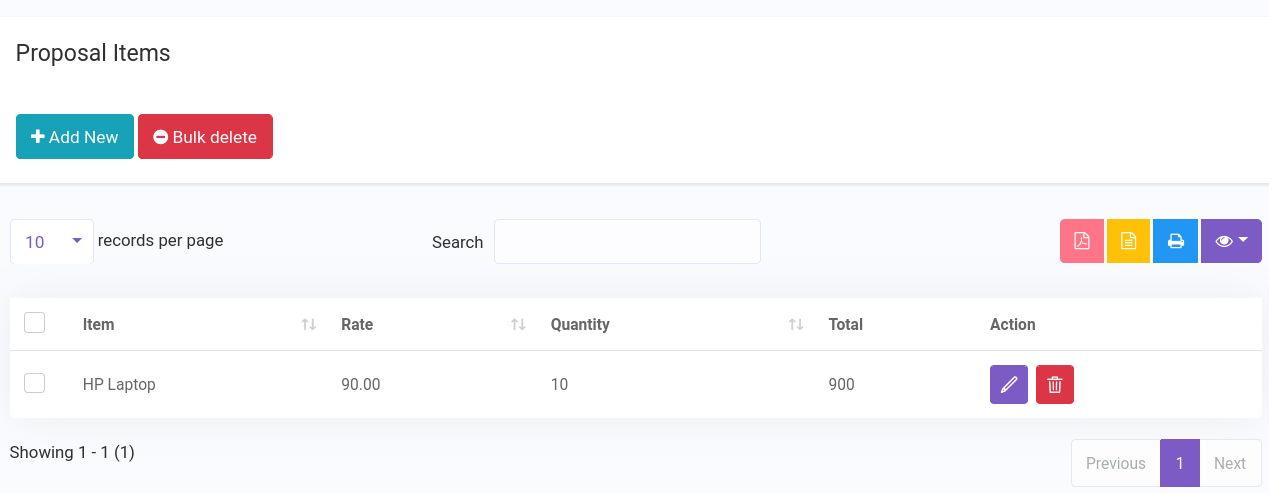 Proposal Items
Add New Bulk delete
10 records per page Search
Item Rate Quantity Total Action
HP Laptop 90.00 10 900
Showing 1 - 1 (1)
Previous 1 Next